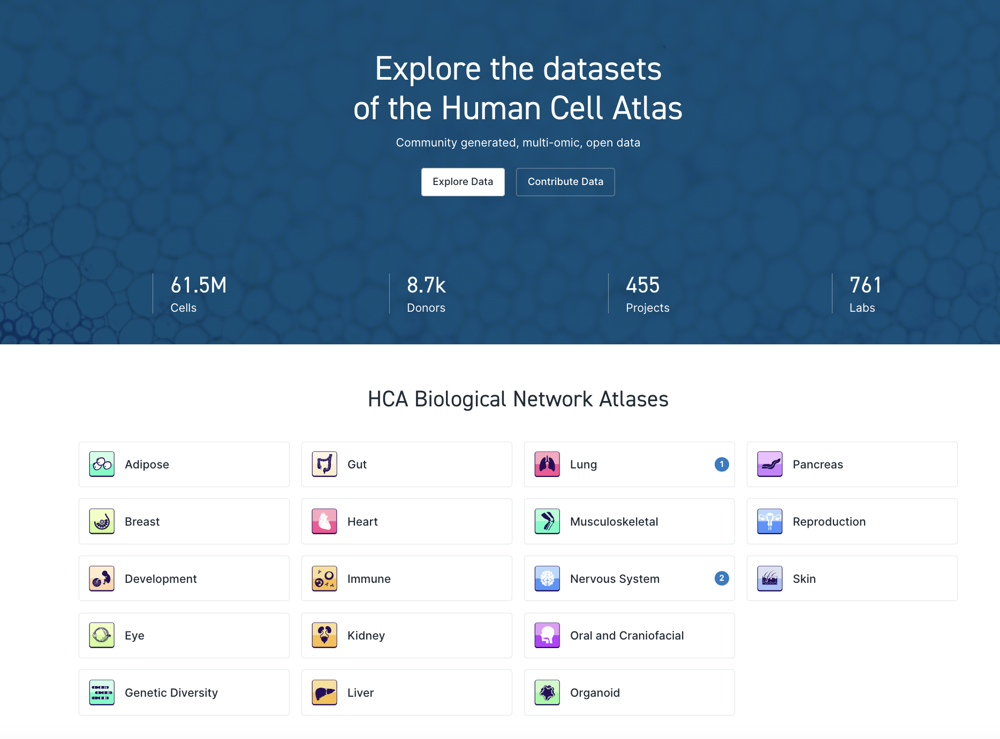 Explore the datasets
of the Human Cell Atlas
Community generated, multi-omic, open data
Explore Data
Contribute Data
61.5M
Cells
8.7k
Donors
455
Projects
761
Labs
HCA Biological Network Atlases
Adipose
Gut
Lung
1
Pancreas
Breast
Heart
Musculoskeletal
Reproduction
Development
Immune
Nervous System
2
Skin
Eye
Kidney
Oral and Craniofacial
Genetic Diversity
Liver
Organoid